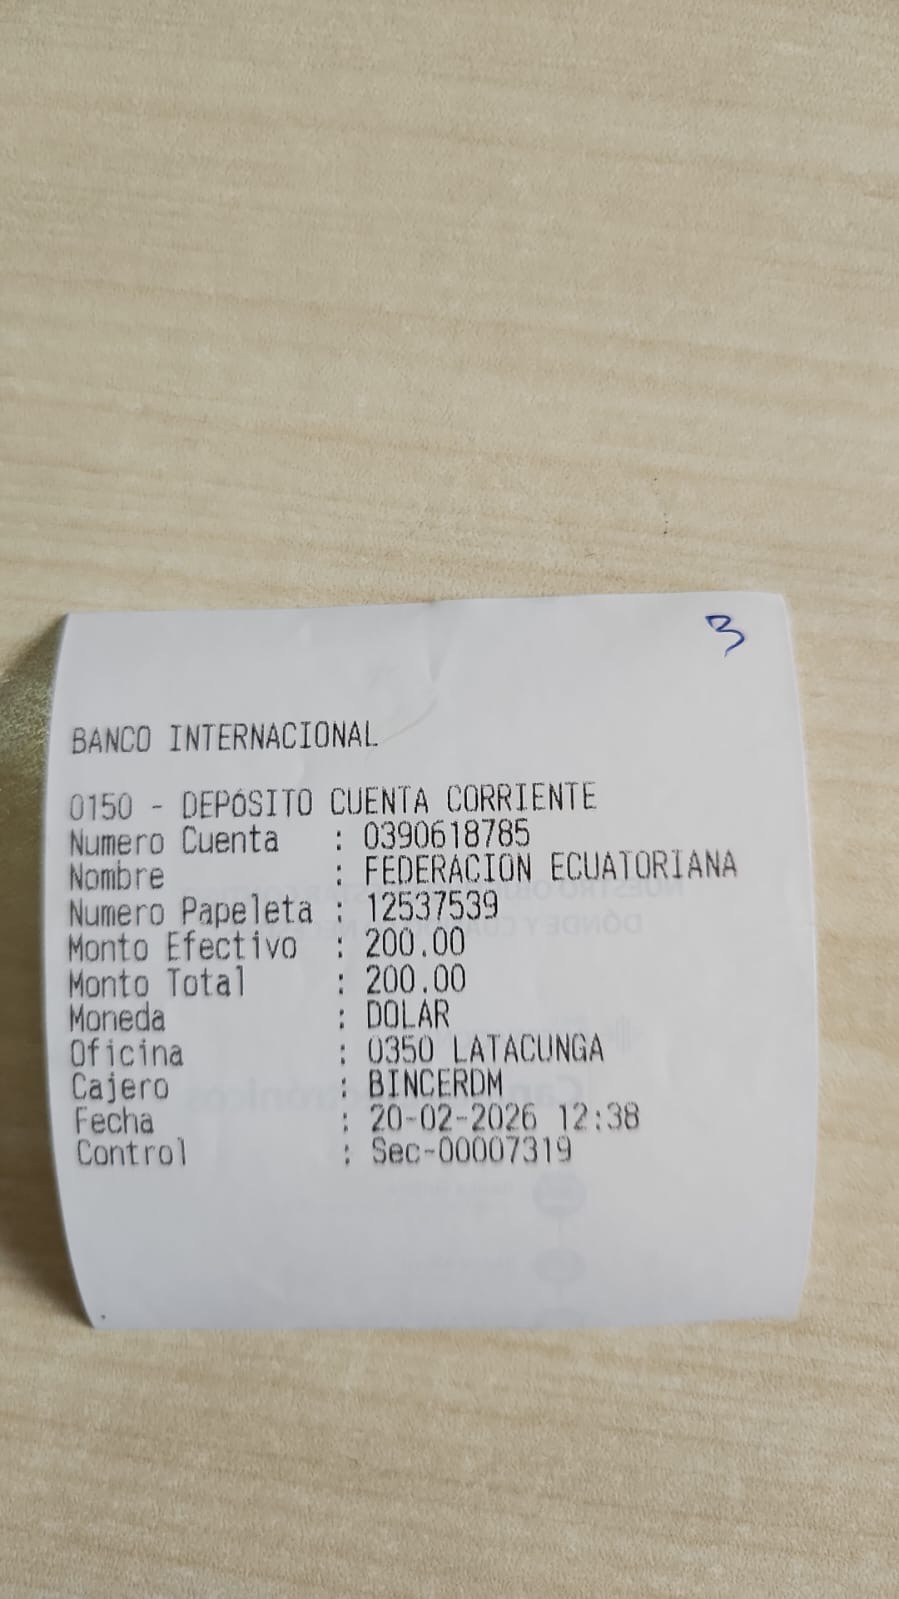 3
BANCO INTERNACIONAL
0150 - DEPÓSITO CUENTA CORRIENTE
Numero Cuenta : 0390618785
Nombre : FEDERACION ECUATORIANA
Numero Papeleta : 12537539
Monto Efectivo : 200.00
Monto Total : 200.00
Moneda : DOLAR
Oficina : 0350 LATACUNGA
Cajero : BINCERDM
Fecha : 20-02-2026 12:38
Control : Sec-00007319